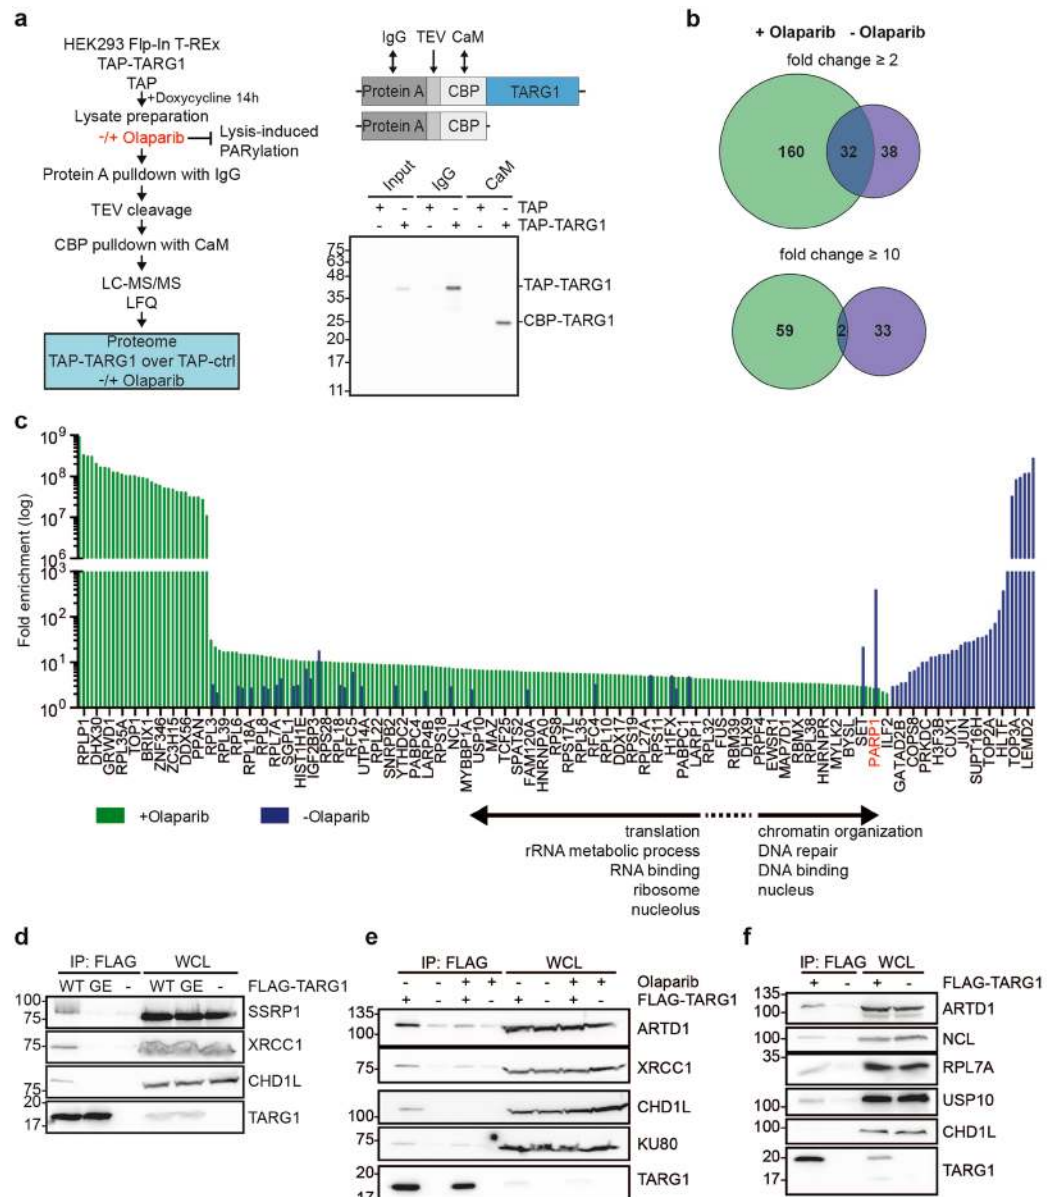 a
HEK293 Flp-In T-REx
TAP-TARG1
TAP
+Doxycycline 14h
Lysate preparation
-/+ Olaparib
Lysis-induced
PARylation
Protein A pulldown with IgG
TEV cleavage
CBP pulldown with CaM
LC-MS/MS
LFQ
Proteome
TAP-TARG1 over TAP-ctrl
-/+ Olaparib
IgG TEV CaM
Protein A CBP TARG1
Protein A CBP
Input IgG CaM
+ - + - + - TAP
- + - + - + TAP-TARG1
75
63
48
35
25
20
17
11
TAP-TARG1
CBP-TARG1
b
+ Olaparib - Olaparib
fold change ≥ 2
160 32 38
fold change ≥ 10
59 2 33
c
Fold enrichment (log)
10^9
10^8
10^7
10^6
10^3
10^2
10^1
10^0
RPLP1
DHX30
GRWD1
RPL35A
TOP1
BRIX1
ZNF346
ZC3H15
DDX56
PPAN
RPL3
RPL39
RPL6
RPL18A
RPL8
RPL7A
SGPL1
HIST1H1E
IGF2BP3
RPS28
RPL18
RFC15
UTP14A
RPL22
SNRPB2
YTHDC2
PABPC4
LARP4B
RPS18
NCL
MYBBP1A
USP10
MAZ
TCF25
SPATS2
FAM120A
HNRNPA0
RPS8
RPS17L
RPL35
RFC4
RPL10
DDX17
RPS19
RPL27A
RPS11
H1FX
PABPC1
LARP1
RPL32
FUS
RBM39
DHX9
PRPF4
EWSR1
MAP7D1
RBMX
RPL38
HNRNPR
MYLK2
BYSL
SET
PARP1
ILF2
GATAD2B
COPS8
PRKDC
H3F3B
CUX1
JUN
SUPT16H
TOP2A
HLTF
TOP3A
LEMD2
+Olaparib
-Olaparib
translation
rRNA metabolic process
RNA binding
ribosome
nucleolus
chromatin organization
DNA repair
DNA binding
nucleus
d
IP: FLAG WCL
WT GE - WT GE - FLAG-TARG1
100
75
SSRP1
75
XRCC1
75
CHD1L
20
17
TARG1
e
IP: FLAG WCL
- - + + - - + + Olaparib
+ - + - + - + - FLAG-TARG1
135
100
ARTD1
75
XRCC1
100
CHD1L
75
KU80
20
17
TARG1
f
IP: FLAG WCL
+ - + - FLAG-TARG1
135
100
ARTD1
100
NCL
35
RPL7A
100
USP10
100
CHD1L
20
17
TARG1